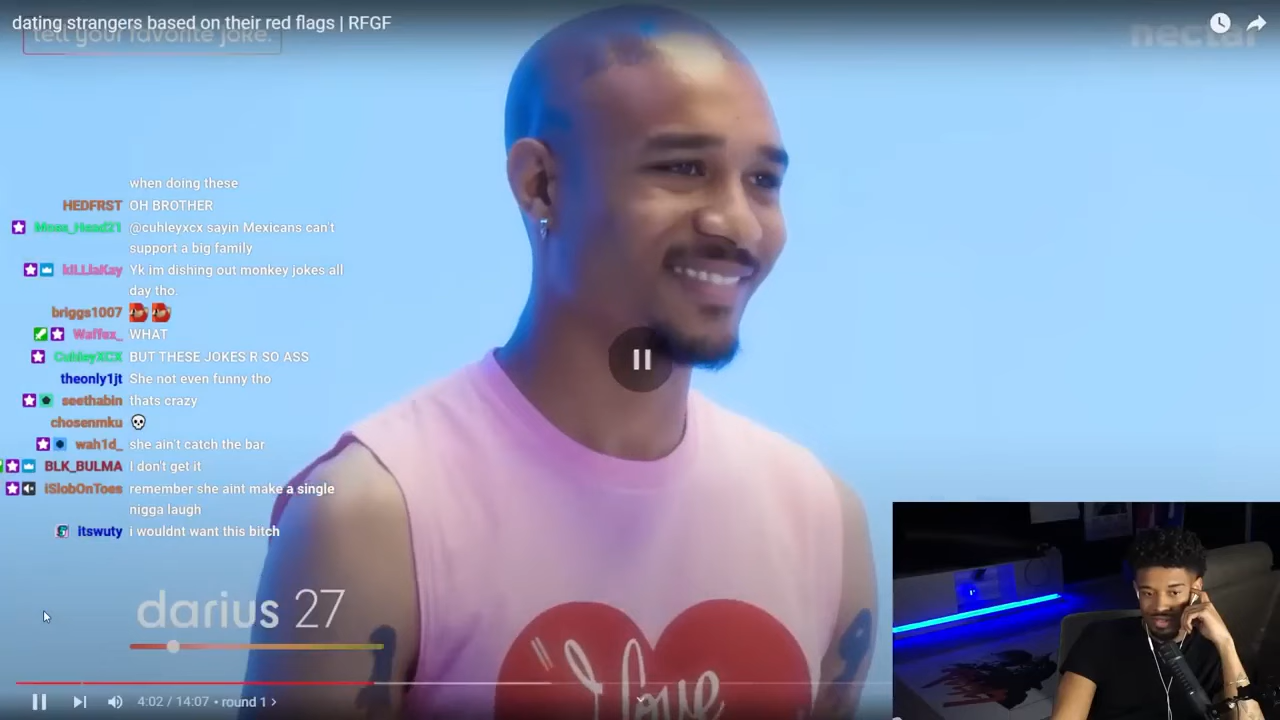 dating strangers based on their red flags | RFGF
tell your favorite joke.
nectar
when doing these
HEDFRST OH BROTHER
Moss_Head21 @cuhleyxcx sayin Mexicans can't
support a big family
kiLLlaKay Yk im dishing out monkey jokes all
day tho.
briggs1007
Waffex_ WHAT
CuhleyXCX BUT THESE JOKES R SO ASS
theonly1jt She not even funny tho
seethabin thats crazy
chosenmku 💀
wah1d_ she ain't catch the bar
BLK_BULMA I don't get it
iSlobOnToes remember she aint make a single
nigga laugh
itswuty i wouldnt want this bitch
darius 27
I love
4:02 / 14:07 • round 1 >